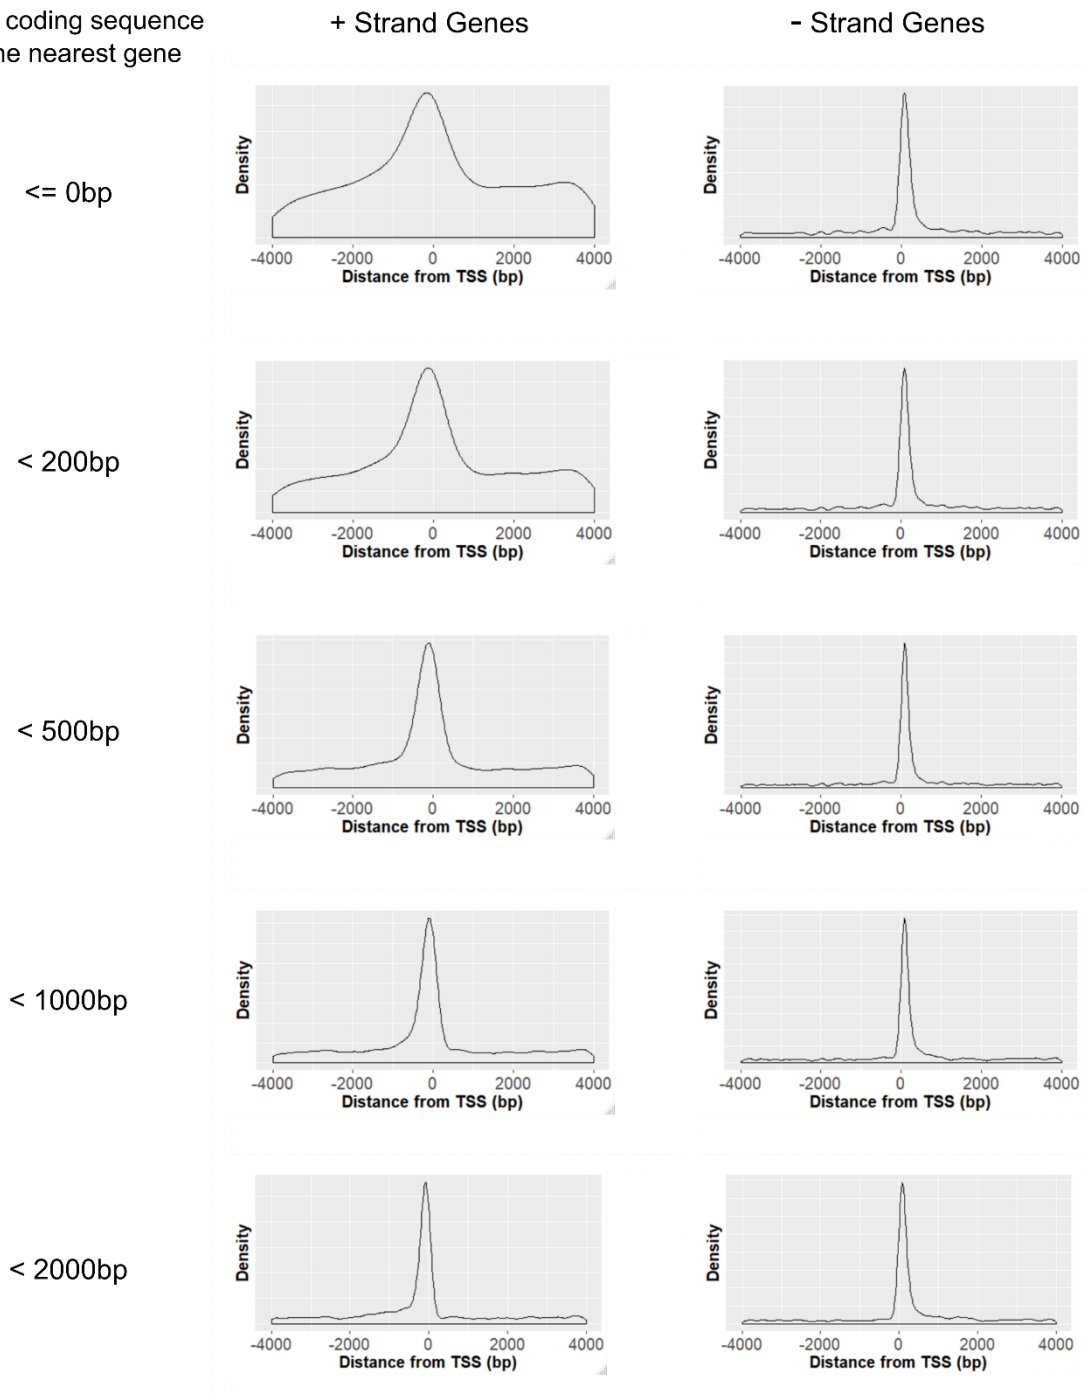 coding sequence
+ Strand Genes
- Strand Genes
ne nearest gene
<= 0bp
Density
-4000 -2000 0 2000 4000
Distance from TSS (bp)
Density
-4000 -2000 0 2000 4000
Distance from TSS (bp)
< 200bp
Density
-4000 -2000 0 2000 4000
Distance from TSS (bp)
Density
-4000 -2000 0 2000 4000
Distance from TSS (bp)
< 500bp
Density
-4000 -2000 0 2000 4000
Distance from TSS (bp)
Density
-4000 -2000 0 2000 4000
Distance from TSS (bp)
< 1000bp
Density
-4000 -2000 0 2000 4000
Distance from TSS (bp)
Density
-4000 -2000 0 2000 4000
Distance from TSS (bp)
< 2000bp
Density
-4000 -2000 0 2000 4000
Distance from TSS (bp)
Density
-4000 -2000 0 2000 4000
Distance from TSS (bp)